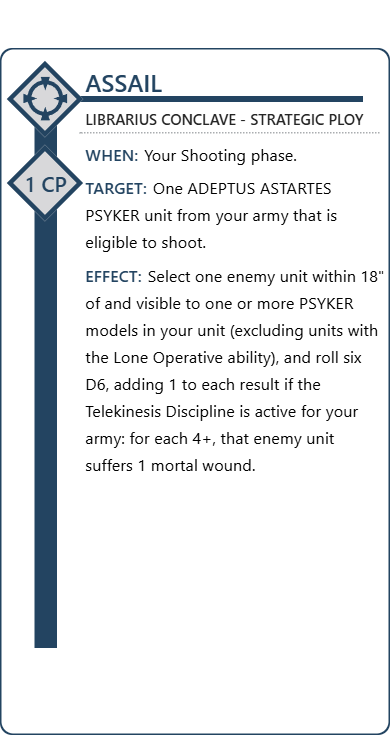 ASSAIL
LIBRARIUS CONCLAVE - STRATEGIC PLOY
WHEN: Your Shooting phase.
1 CP
TARGET: One ADEPTUS ASTARTES
PSYKER unit from your army that is
eligible to shoot.
EFFECT: Select one enemy unit within 18"
of and visible to one or more PSYKER
models in your unit (excluding units with
the Lone Operative ability), and roll six
D6, adding 1 to each result if the
Telekinesis Discipline is active for your
army: for each 4+, that enemy unit
suffers 1 mortal wound.